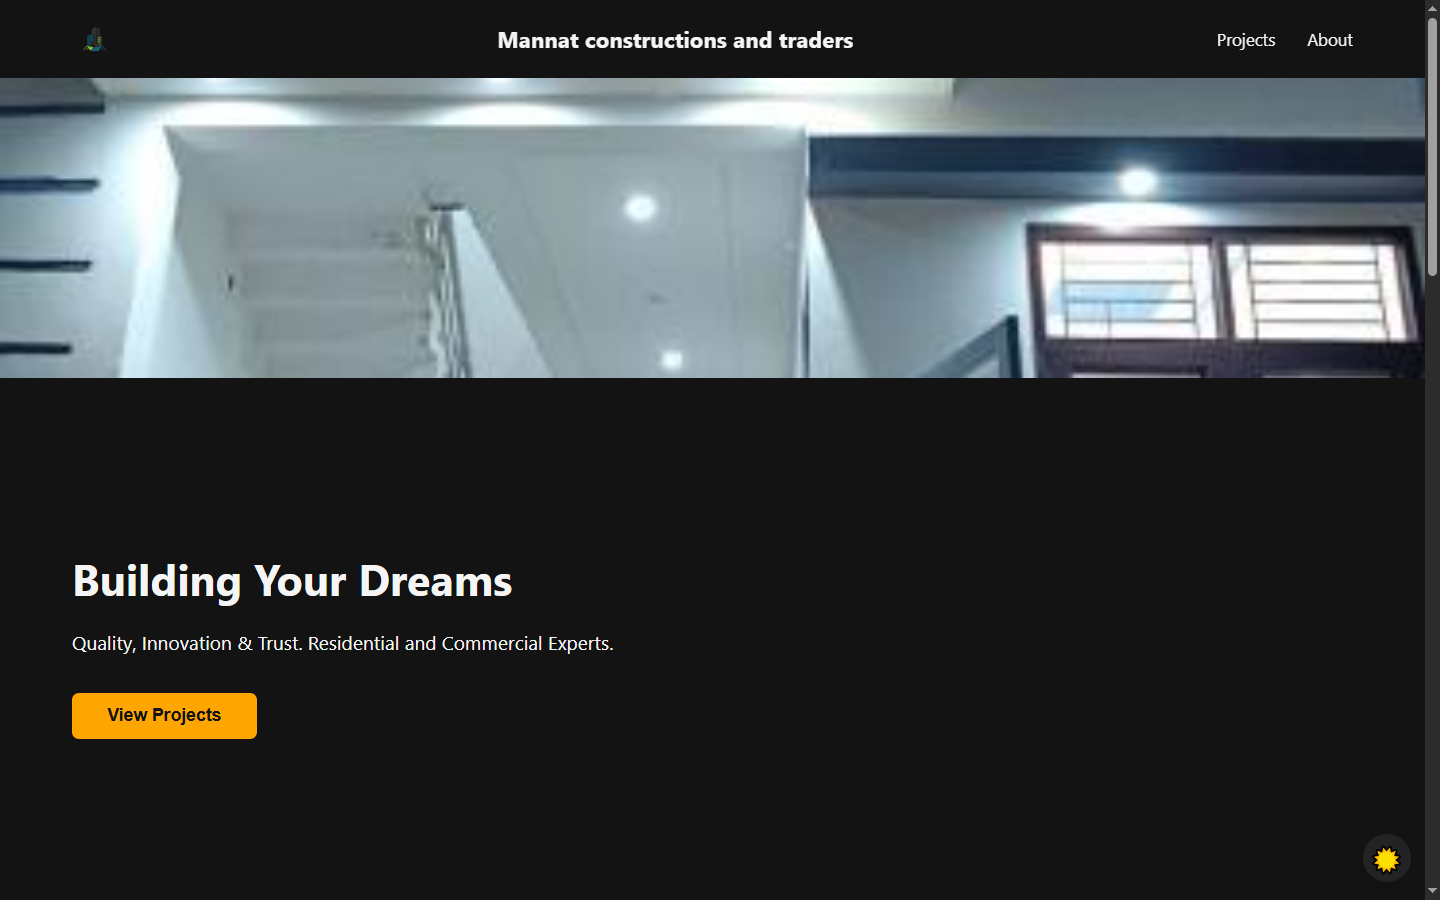 Mannat constructions and traders
Projects
About
Building Your Dreams
Quality, Innovation & Trust. Residential and Commercial Experts.
View Projects